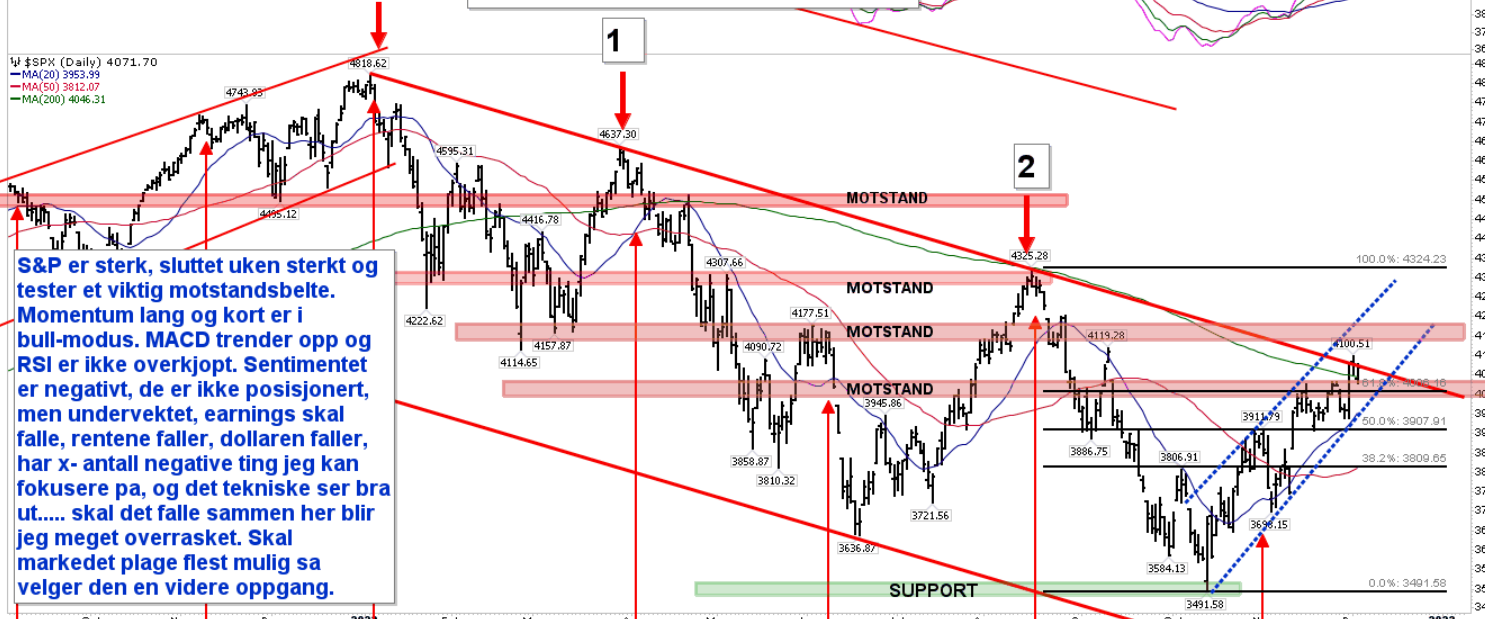 1
$SPX (Daily) 4071.70
MA(20) 3953.99
MA(50) 3812.07
MA(200) 4046.31
4818.62
4743.83
4637.30
4595.31
4495.12
2
MOTSTAND
4416.78
4325.28
4307.66
100.0%: 4324.23
MOTSTAND
4222.62
4177.51
MOTSTAND
4157.87
4114.65
4090.72
4119.28
4100.51
MOTSTAND
3945.86
3911.79
50.0%: 3907.91
3886.75
3858.87
3810.32
3806.91
38.2%: 3809.65
3721.56
3698.15
3636.87
3584.13
SUPPORT
0.0%: 3491.58
3491.58
S&P er sterk, sluttet uken sterkt og
tester et viktig motstandsbelte.
Momentum lang og kort er i
bull-modus. MACD trender opp og
RSI er ikke overkjopt. Sentimentet
er negativt, de er ikke posisjonert,
men undervektet, earnings skal
falle, rentene faller, dollaren faller,
har x- antall negative ting jeg kan
fokusere pa, og det tekniske ser bra
ut..... skal det falle sammen her blir
jeg meget overrasket. Skal
markedet plage flest mulig sa
velger den en videre oppgang.